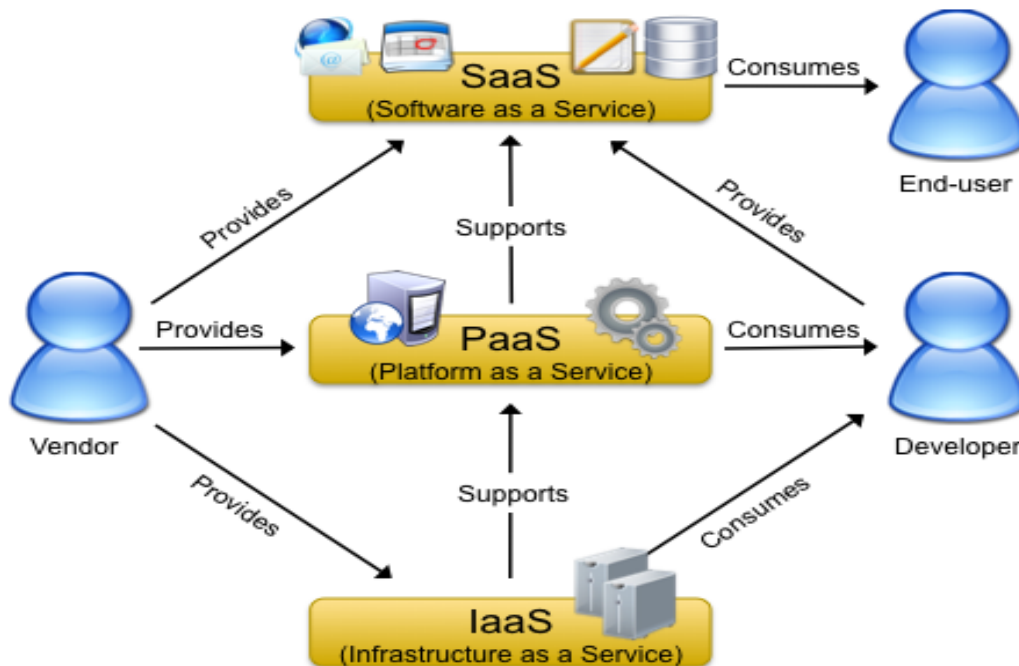 SaaS
(Software as a Service)
Consumes
End-user
Provides
Supports
Provides
Provides
PaaS
(Platform as a Service)
Consumes
Vendor
Developer
Provides
Supports
Consumes
IaaS
(Infrastructure as a Service)
@